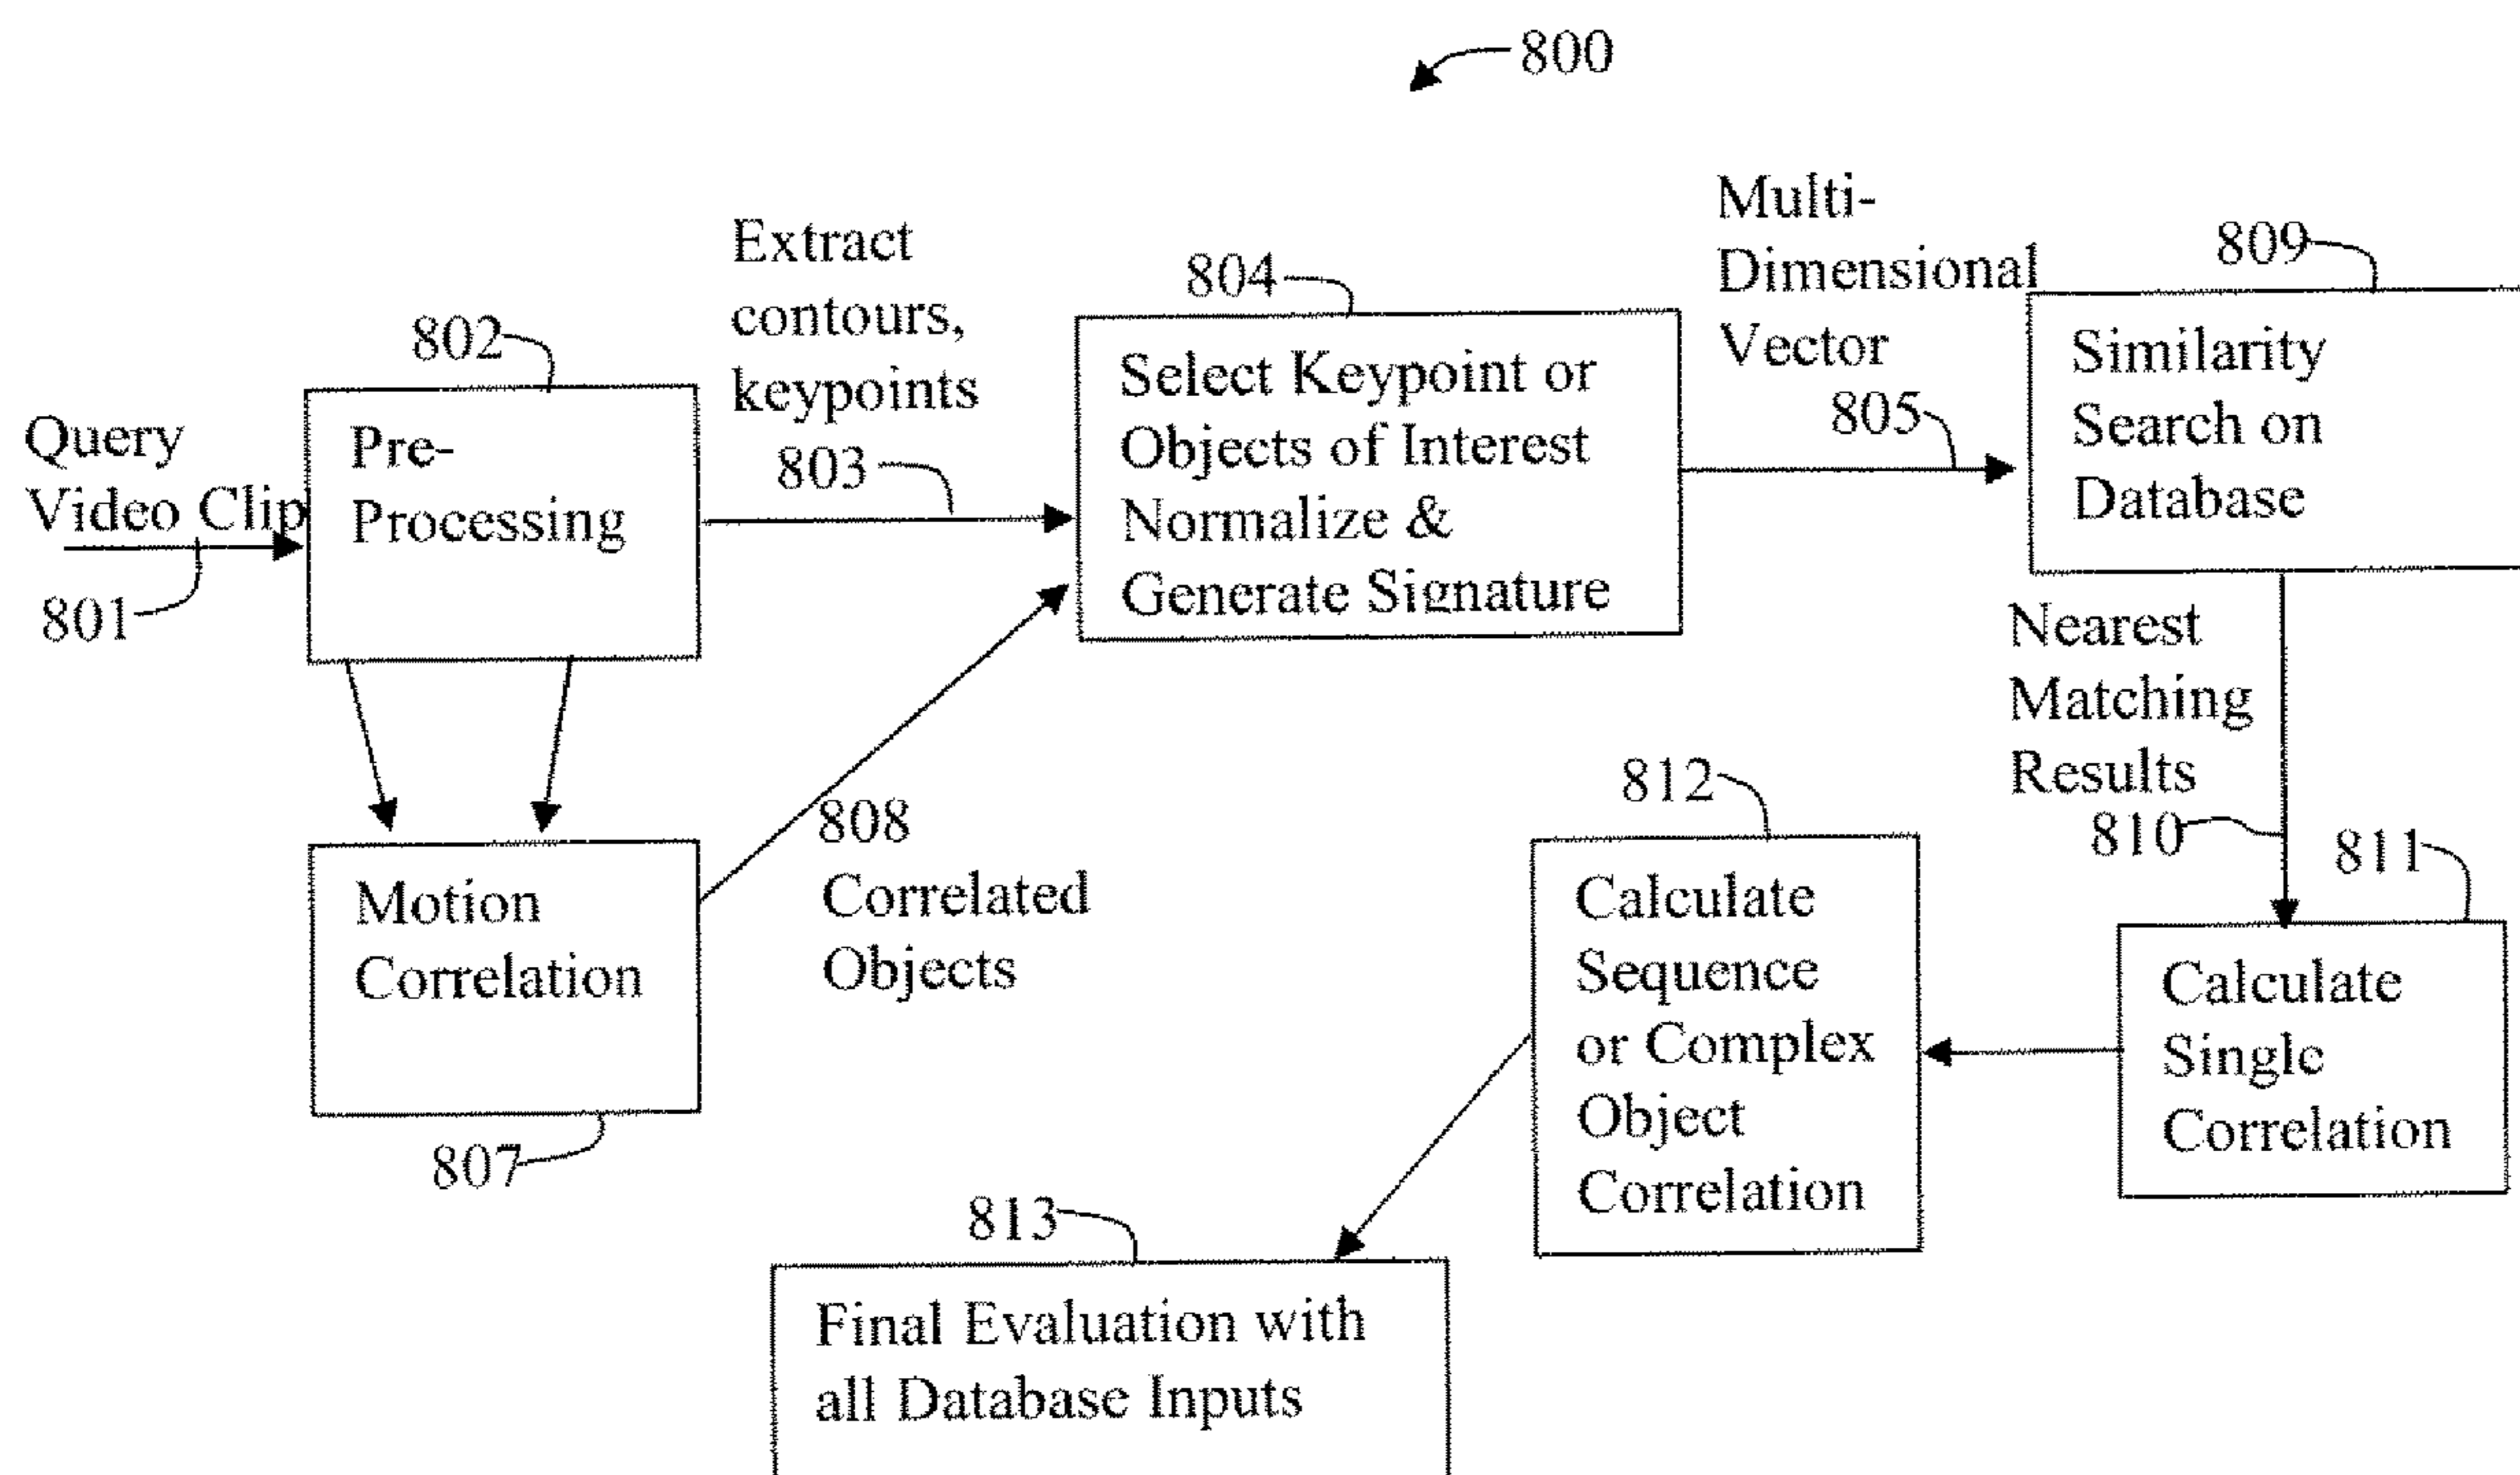 800
Query
Video Clip
801
802
Pre-
Processing
Extract
contours,
keypoints
803
804
Select Keypoint or
Objects of Interest
Normalize &
Generate Signature
Multi-
Dimensional
Vector
805
809
Similarity
Search on
Database
Motion
Correlation
807
808
Correlated
Objects
Nearest
Matching
Results
810
811
Calculate
Single
Correlation
812
Calculate
Sequence
or Complex
Object
Correlation
813
Final Evaluation with
all Database Inputs